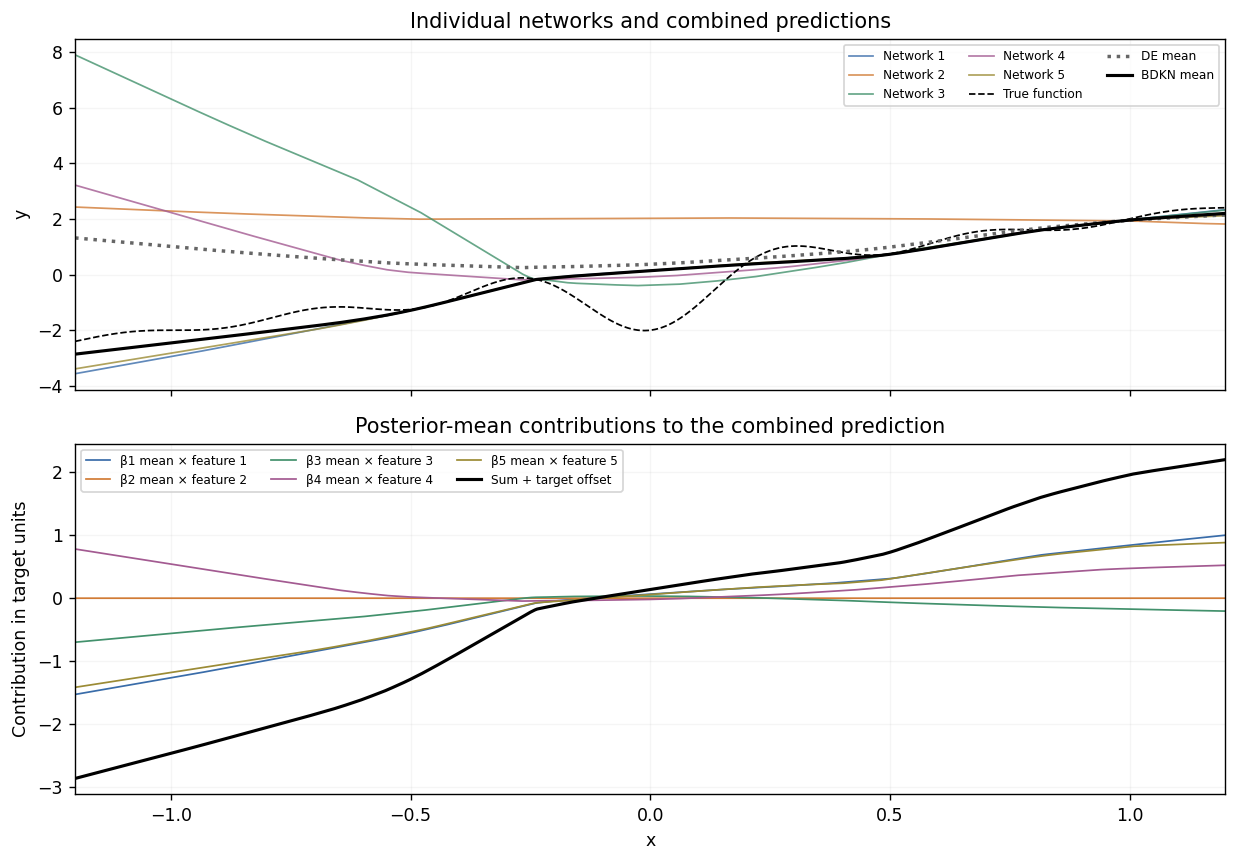 Individual networks and combined predictions
Network 1
Network 2
Network 3
Network 4
Network 5
True function
DE mean
BDKN mean
8
6
4
2
0
−2
−4
y
Posterior-mean contributions to the combined prediction
β1 mean × feature 1
β2 mean × feature 2
β3 mean × feature 3
β4 mean × feature 4
β5 mean × feature 5
Sum + target offset
2
1
0
−1
−2
−3
Contribution in target units
−1.0
−0.5
0.0
0.5
1.0
x